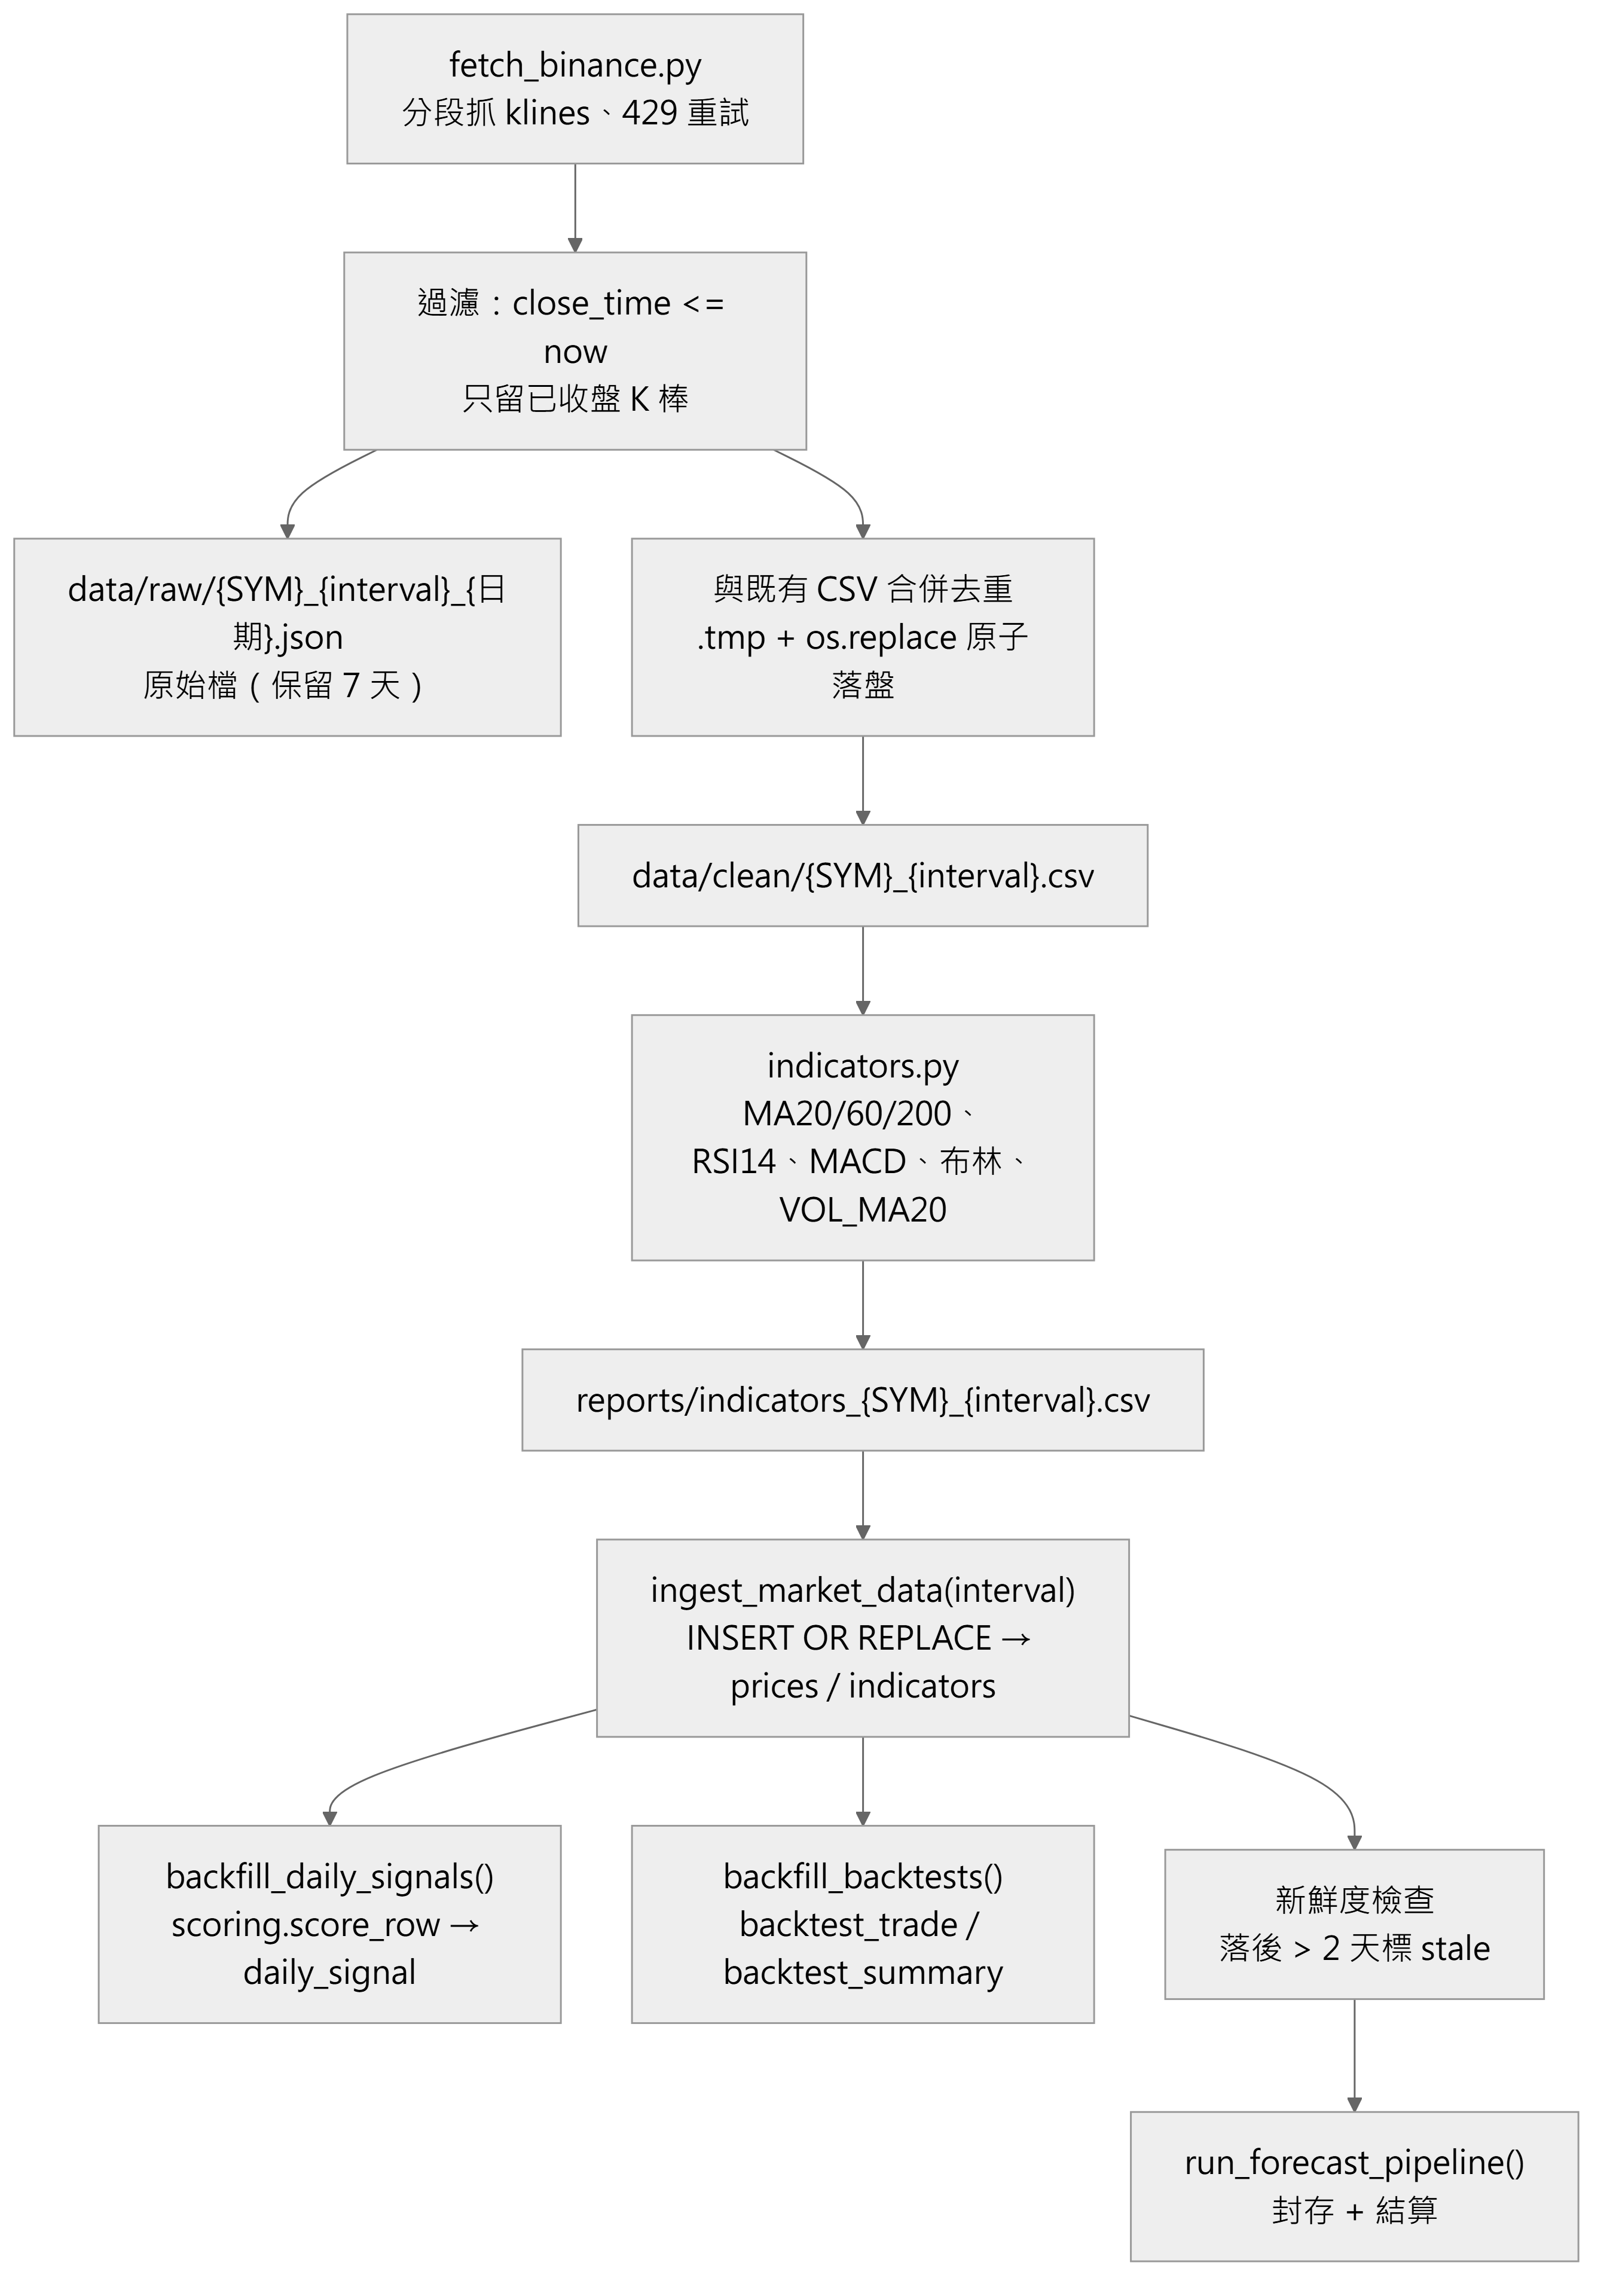 fetch_binance.py
分段抓 klines、429 重試
過濾：close_time <=
now
只留已收盤 K 棒
data/raw/{SYM}_{interval}_{日
期}.json
原始檔（保留 7 天）
與既有 CSV 合併去重
.tmp + os.replace 原子
落盤
data/clean/{SYM}_{interval}.csv
indicators.py
MA20/60/200、
RSI14、MACD、布林、
VOL_MA20
reports/indicators_{SYM}_{interval}.csv
ingest_market_data(interval)
INSERT OR REPLACE →
prices / indicators
backfill_daily_signals()
scoring.score_row →
daily_signal
backfill_backtests()
backtest_trade /
backtest_summary
新鮮度檢查
落後 > 2 天標 stale
run_forecast_pipeline()
封存 + 結算